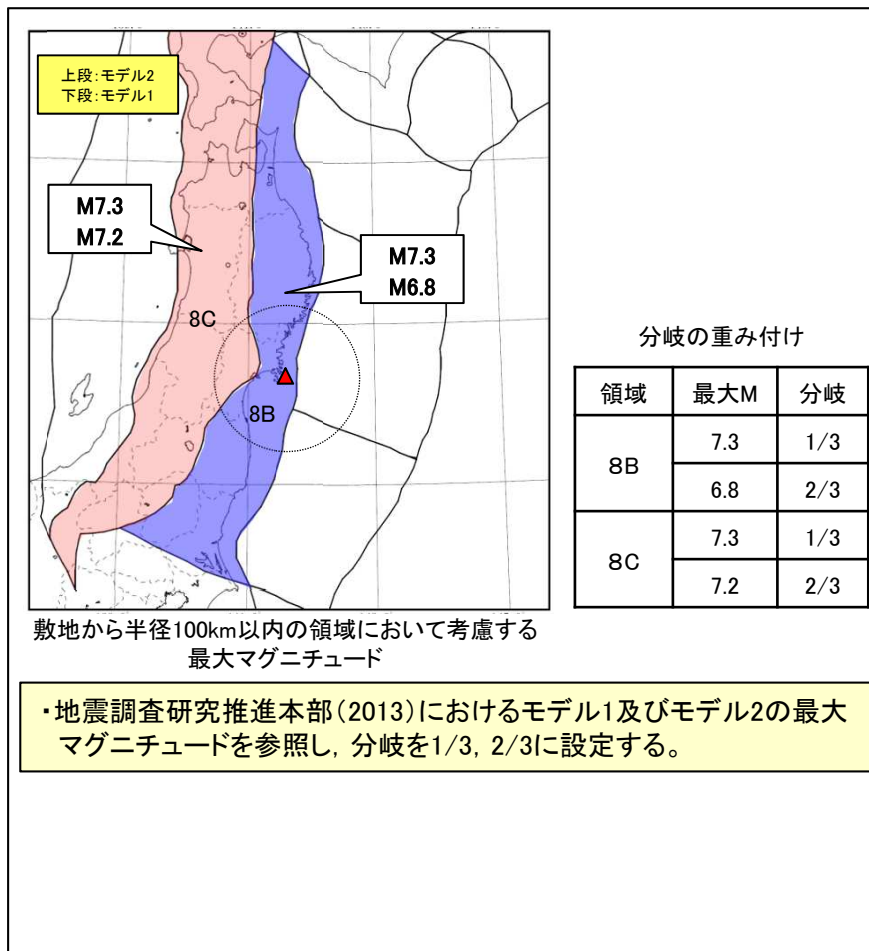 上段:モデル2
下段:モデル1
M7.3
M7.2
M7.3
M6.8
8C
8B
敷地から半径100km以内の領域において考慮する
最大マグニチュード
分岐の重み付け
領域 最大M 分岐
8B 7.3 1/3
6.8 2/3
8C 7.3 1/3
7.2 2/3
・地震調査研究推進本部(2013)におけるモデル1及びモデル2の最大
マグニチュードを参照し, 分岐を1/3, 2/3に設定する。